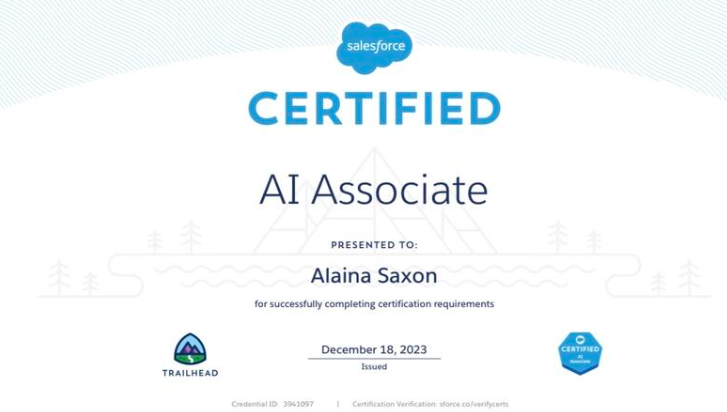 salesforce
CERTIFIED
AI Associate
PRESENTED TO:
Alaina Saxon
for successfully completing certification requirements
December 18, 2023
Issued
TRAILHEAD
CERTIFIED
AI
Associate
Credential ID: 3941097 | Certification Verification: sforce.co/verifycerts